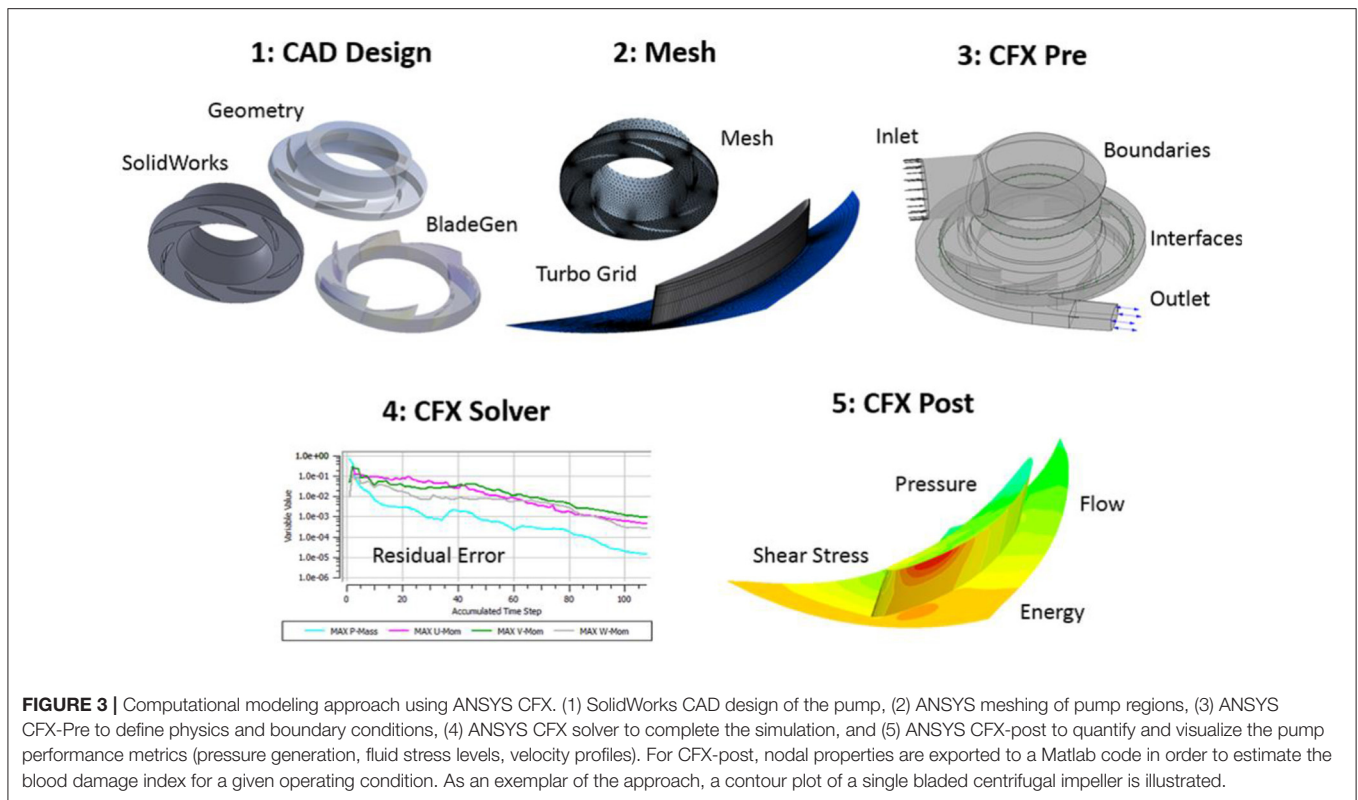 1: CAD Design
Geometry
SolidWorks
BladeGen
2: Mesh
Mesh
Turbo Grid
3: CFX Pre
Inlet
Boundaries
Interfaces
Outlet
4: CFX Solver
Variable Value
1.0e+00
1.0e-01
1.0e-02
1.0e-03
1.0e-04
1.0e-05
1.0e-06
Residual Error
0 20 40 60 80 100
Accumulated Time Step
MAX P-Mass MAX U-Mom MAX V-Mom MAX W-Mom
5: CFX Post
Pressure
Flow
Shear Stress
Energy
FIGURE 3 | Computational modeling approach using ANSYS CFX. (1) SolidWorks CAD design of the pump, (2) ANSYS meshing of pump regions, (3) ANSYS
CFX-Pre to define physics and boundary conditions, (4) ANSYS CFX solver to complete the simulation, and (5) ANSYS CFX-post to quantify and visualize the pump
performance metrics (pressure generation, fluid stress levels, velocity profiles). For CFX-post, nodal properties are exported to a Matlab code in order to estimate the
blood damage index for a given operating condition. As an exemplar of the approach, a contour plot of a single bladed centrifugal impeller is illustrated.